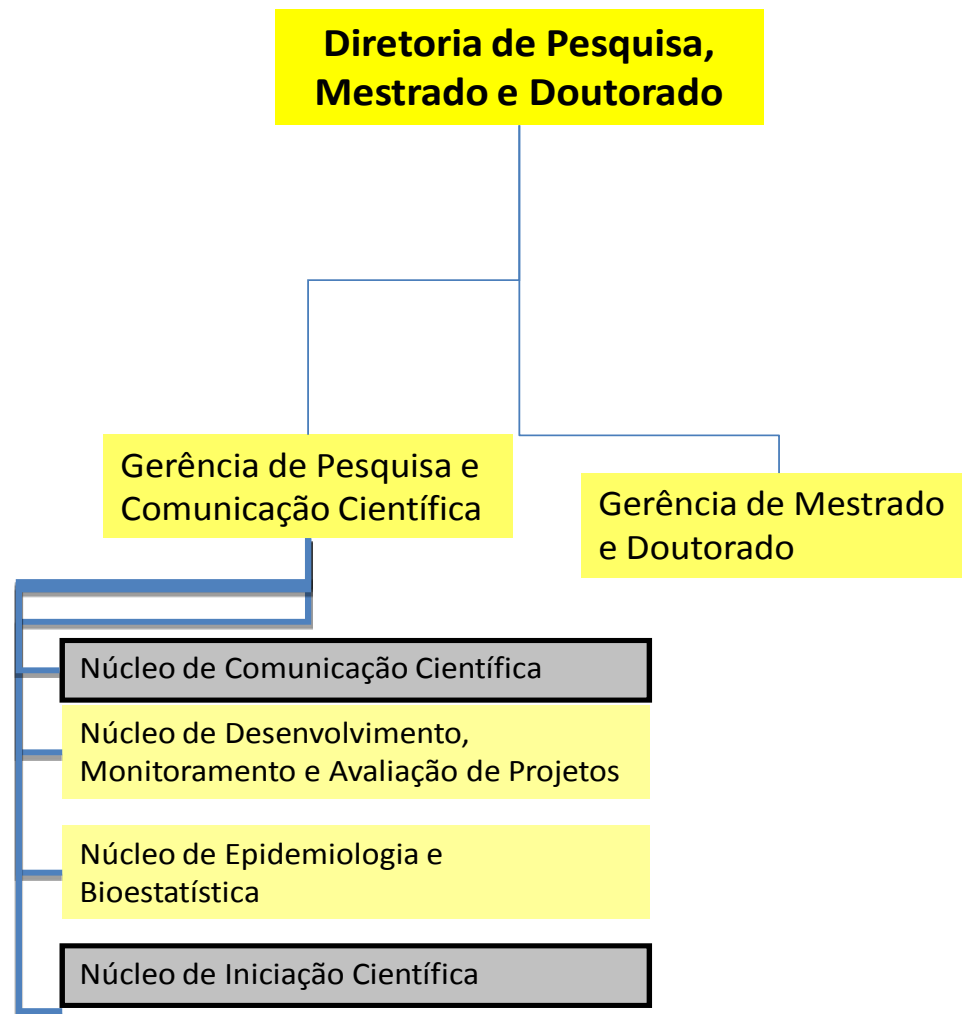 Diretoria de Pesquisa,
Mestrado e Doutorado
Gerência de Pesquisa e
Comunicação Científica
Gerência de Mestrado
e Doutorado
Núcleo de Comunicação Científica
Núcleo de Desenvolvimento,
Monitoramento e Avaliação de Projetos
Núcleo de Epidemiologia e
Bioestatística
Núcleo de Iniciação Científica